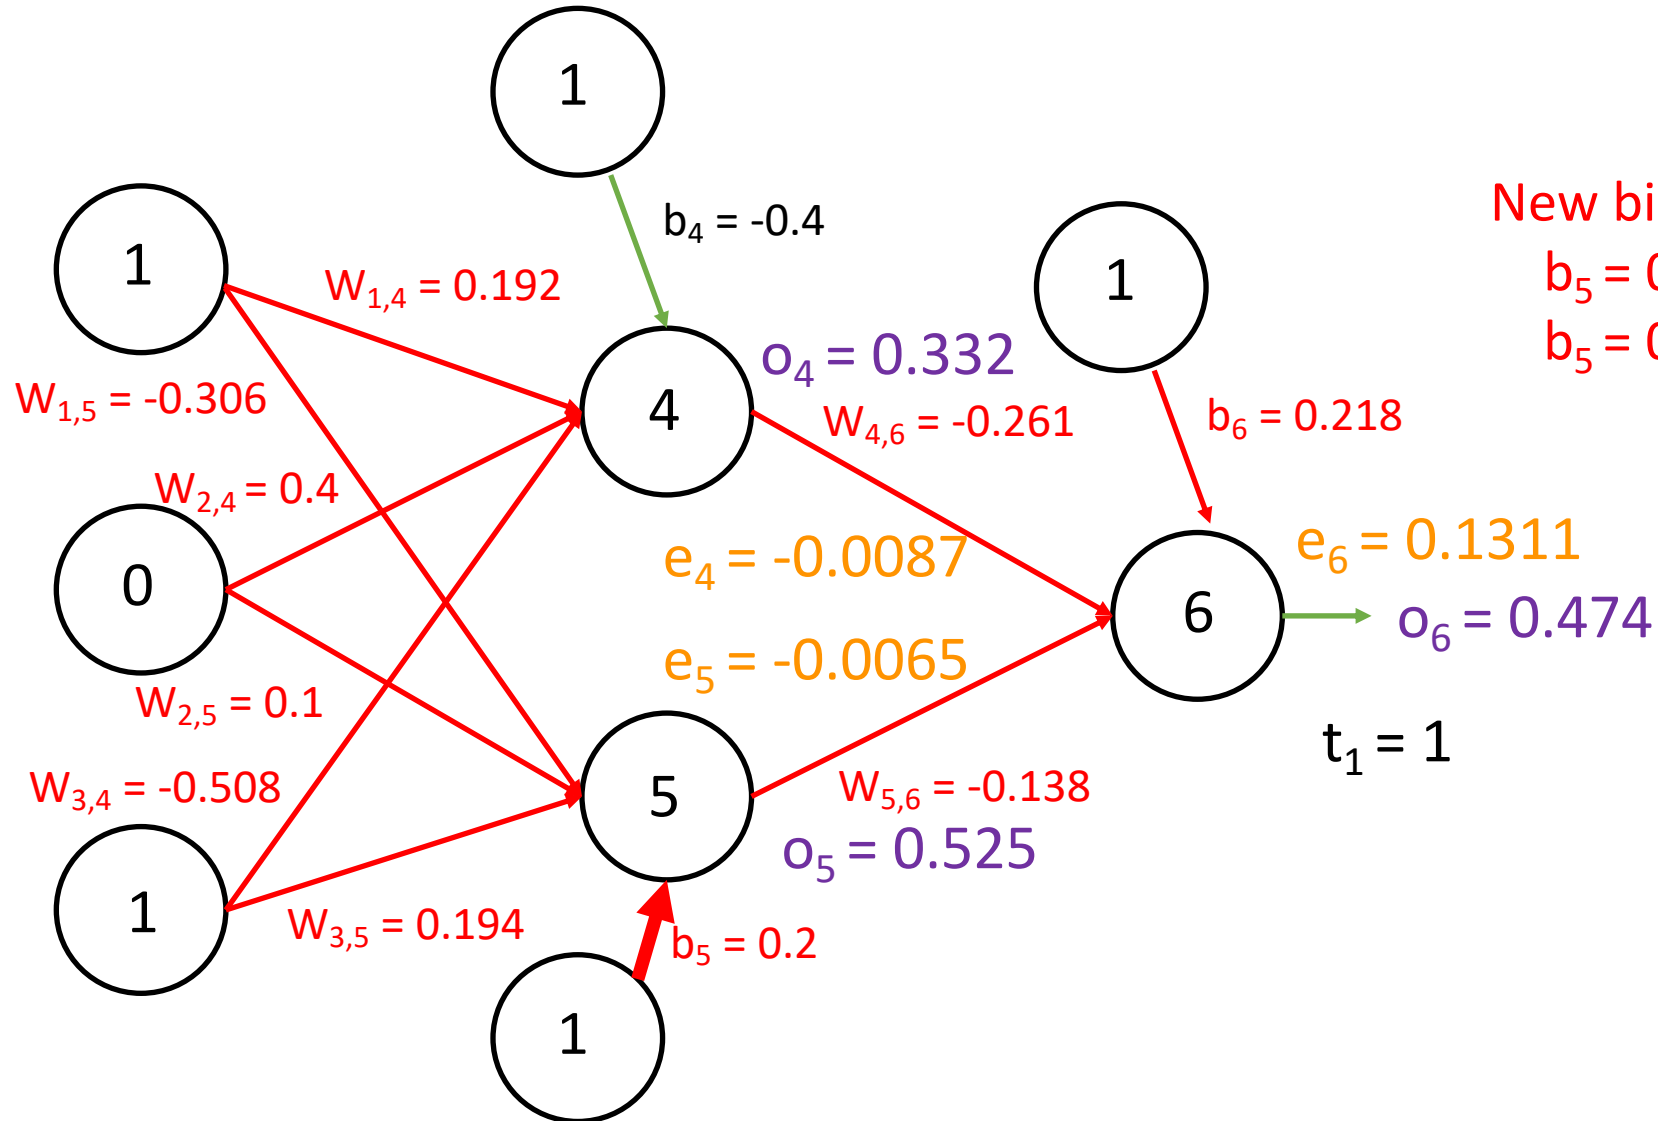 1
b₄ = -0.4
1
W₁,₄ = 0.192
1
New
b₅ =
b₅ =
o₄ = 0.332
W₁,₅ = -0.306
4
W₄,₆ = -0.261
b₆ = 0.218
W₂,₄ = 0.4
0
e₄ = -0.0087
e₆ = 0.1311
6
o₆ = 0.474
e₅ = -0.0065
W₂,₅ = 0.1
t₁ = 1
W₃,₄ = -0.508
5
W₅,₆ = -0.138
o₅ = 0.525
1
W₃,₅ = 0.194
b₅ = 0.2
1